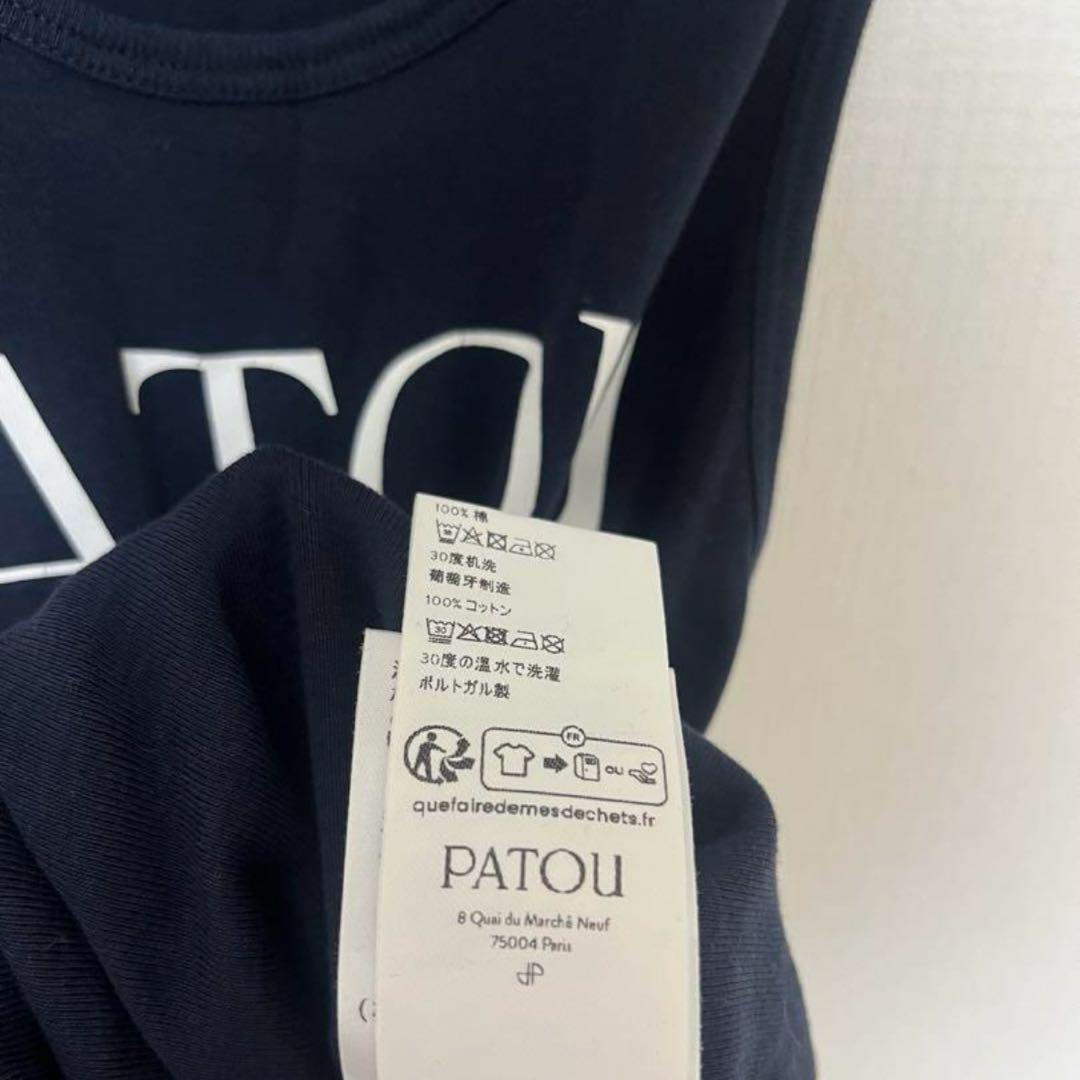 ATOU
100% 棉
30度机洗
葡萄牙制造
100% コットン
30
30度の温水で洗濯
ポルトガル製
FR
OU
quefairedemesdechets.fr
PATOU
8 Quai du Marché Neuf
75004 Paris
JP